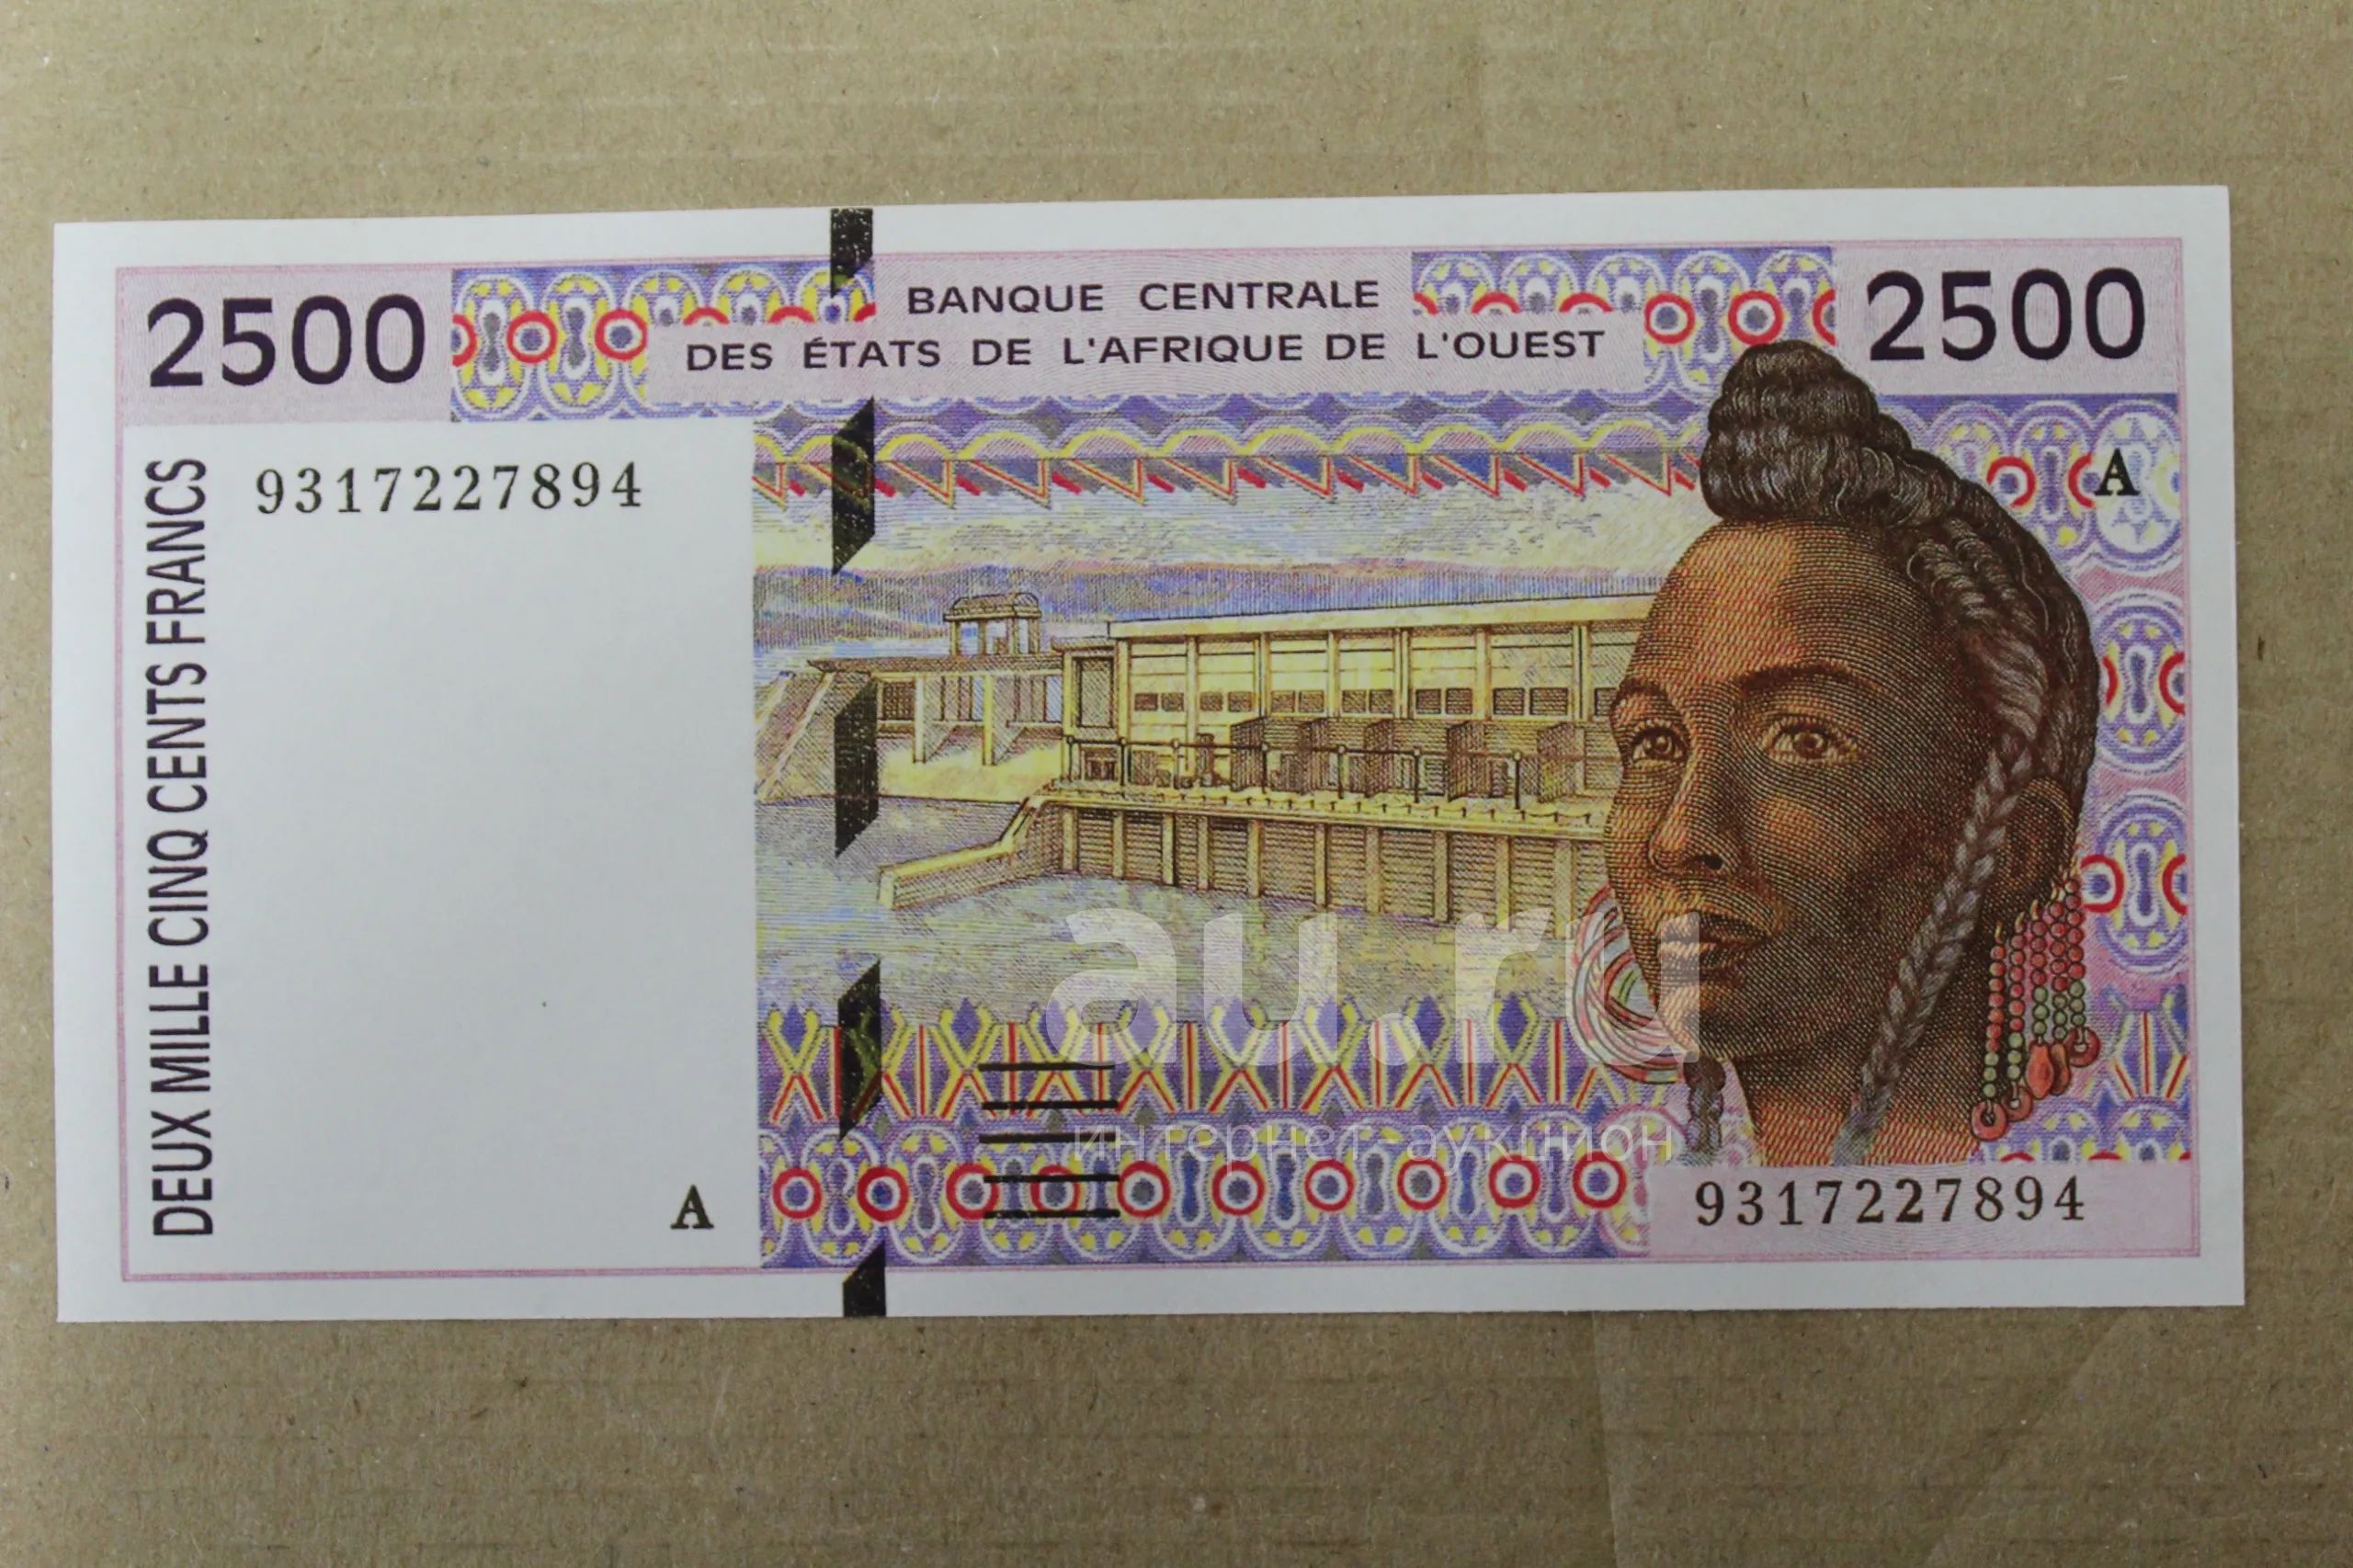 2500
BANQUE CENTRALE
DES ÉTATS DE L'AFRIQUE DE L'OUEST
2500
DEUX MILLE CINQ CENTS FRANCS
9317227894
A
A
9317227894
au.ru
интернет-аукцион